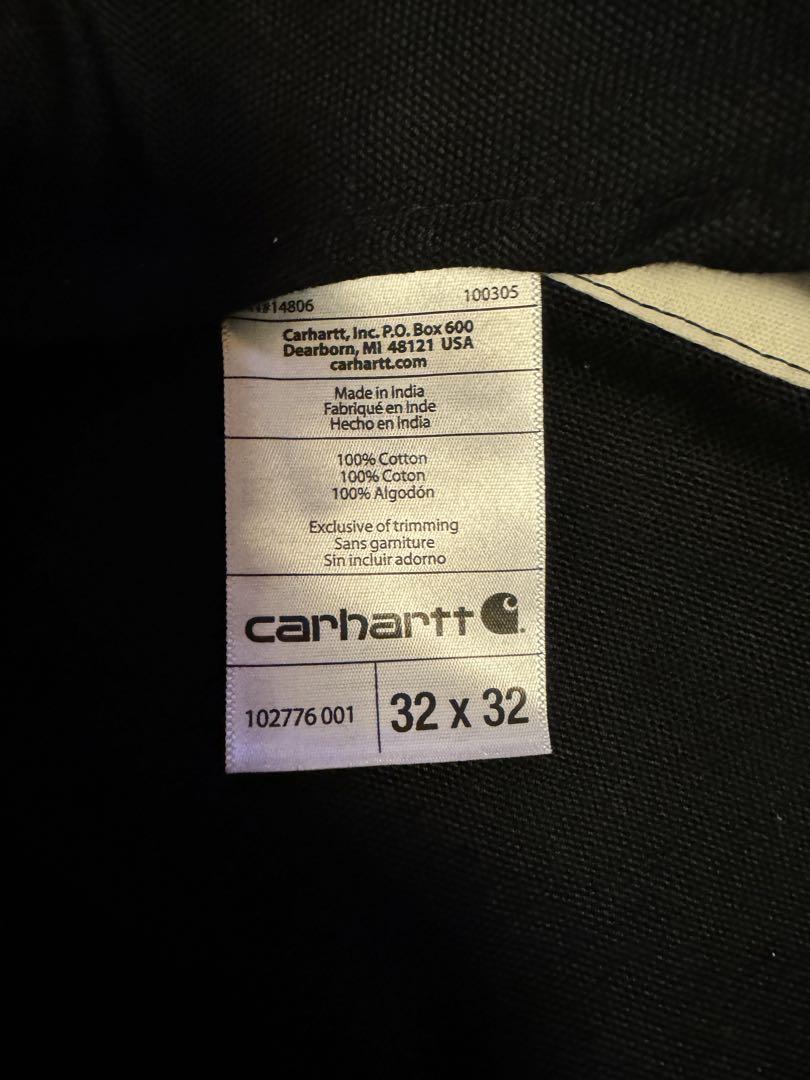 #14806 100305
Carhartt, Inc. P.O. Box 600
Dearborn, MI 48121 USA
carhartt.com
Made in India
Fabriqué en Inde
Hecho en India
100% Cotton
100% Coton
100% Algodón
Exclusive of trimming
Sans garniture
Sin incluir adorno
carhartt
102776 001 32 x 32